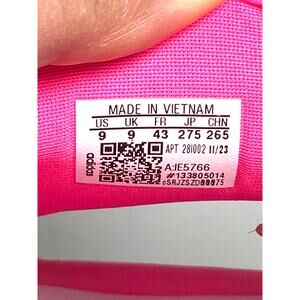 MADE IN VIETNAM
US UK FR JP CHN
9 9 43 275 265
APT 281002 11/23
adidas
A:IE5766
#133805014